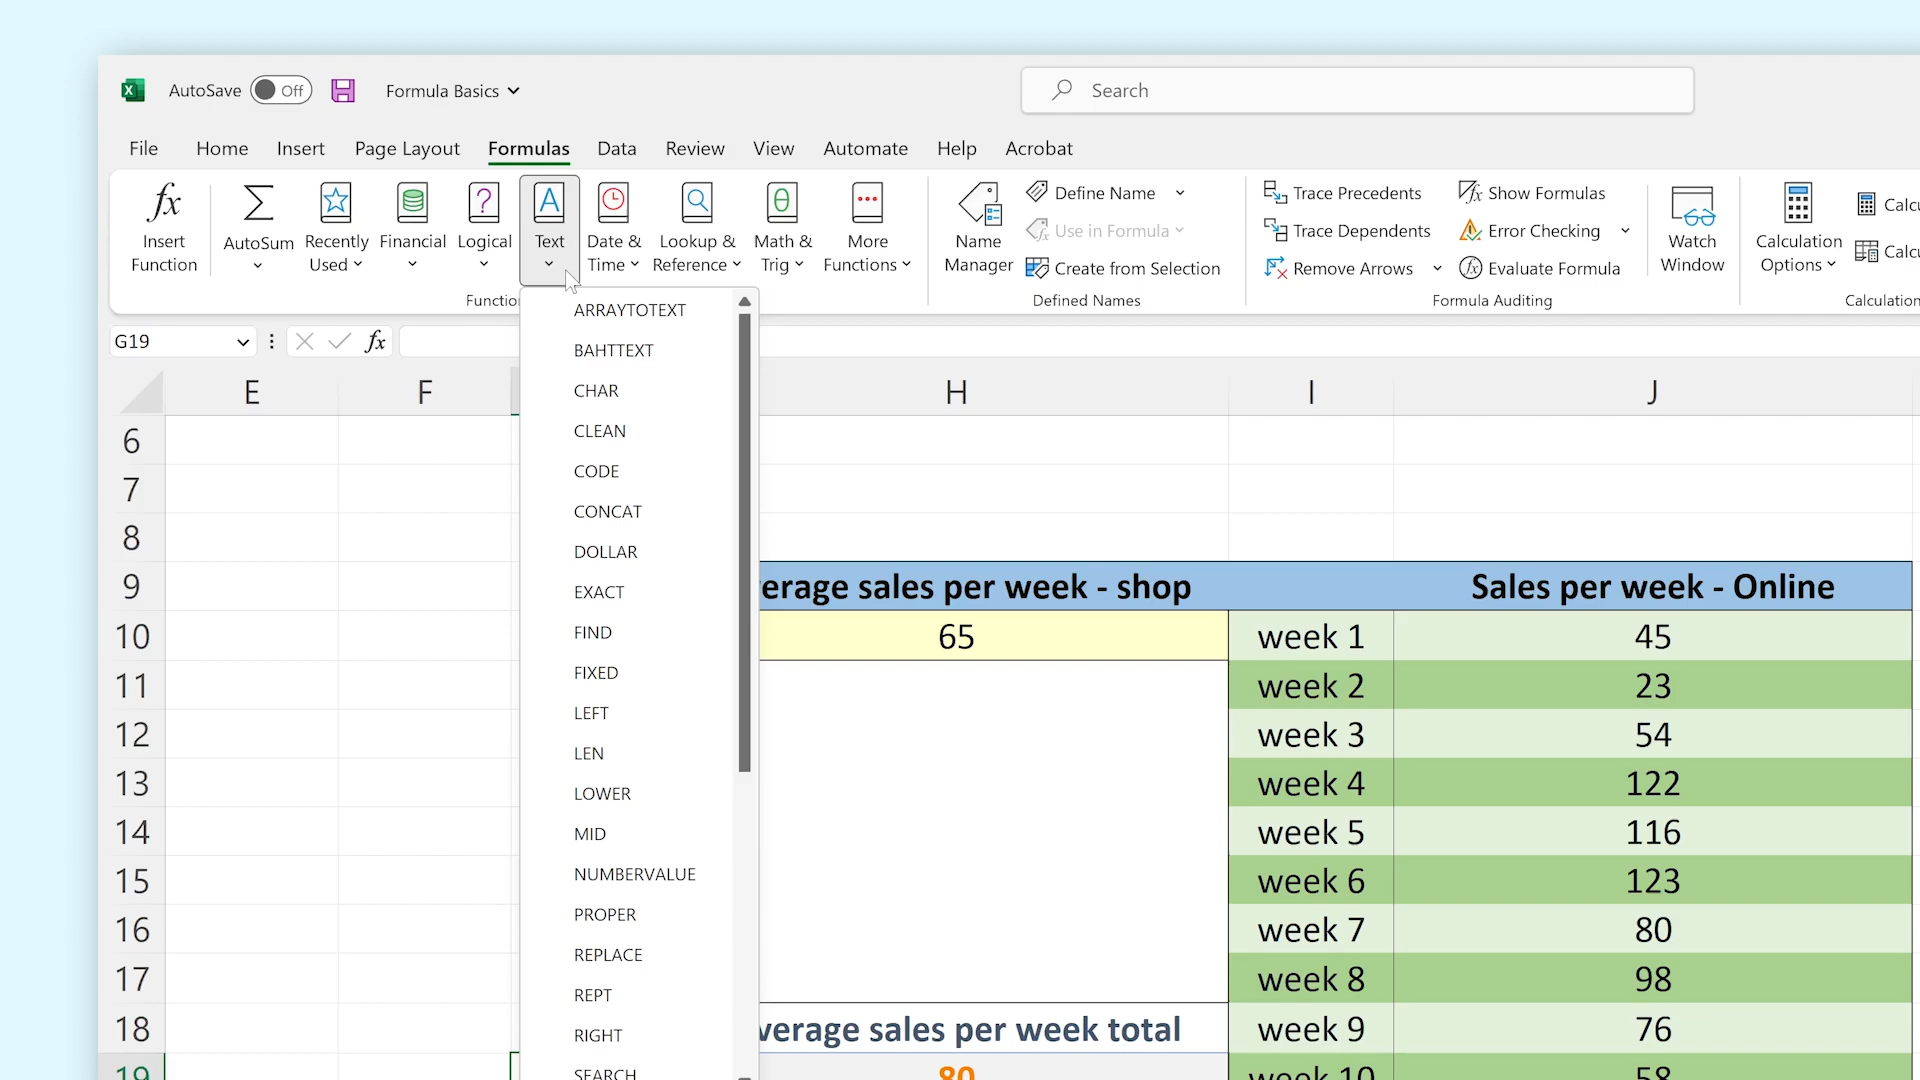 AutoSave Off Formula Basics Search
File Home Insert Page Layout Formulas Data Review View Automate Help Acrobat
fx Insert Function
AutoSum
Recently Used
Financial
Logical
Text
Date & Time
Lookup & Reference
Math & Trig
More Functions
Name Manager
Define Name
Use in Formula
Create from Selection
Defined Names
Trace Precedents
Trace Dependents
Remove Arrows
Show Formulas
Error Checking
Evaluate Formula
Formula Auditing
Watch Window
Calculation Options
Calcu
Calcu
Calculation
Functio
G19 fx
ARRAYTOTEXT
BAHTTEXT
CHAR
CLEAN
CODE
CONCAT
DOLLAR
EXACT
FIND
FIXED
LEFT
LEN
LOWER
MID
NUMBERVALUE
PROPER
REPLACE
REPT
RIGHT
SEARCH
E F H I J
6
7
8
9 erage sales per week - shop Sales per week - Online
10 65 week 1 45
11 week 2 23
12 week 3 54
13 week 4 122
14 week 5 116
15 week 6 123
16 week 7 80
17 week 8 98
18 verage sales per week total week 9 76
19 80 week 10 58